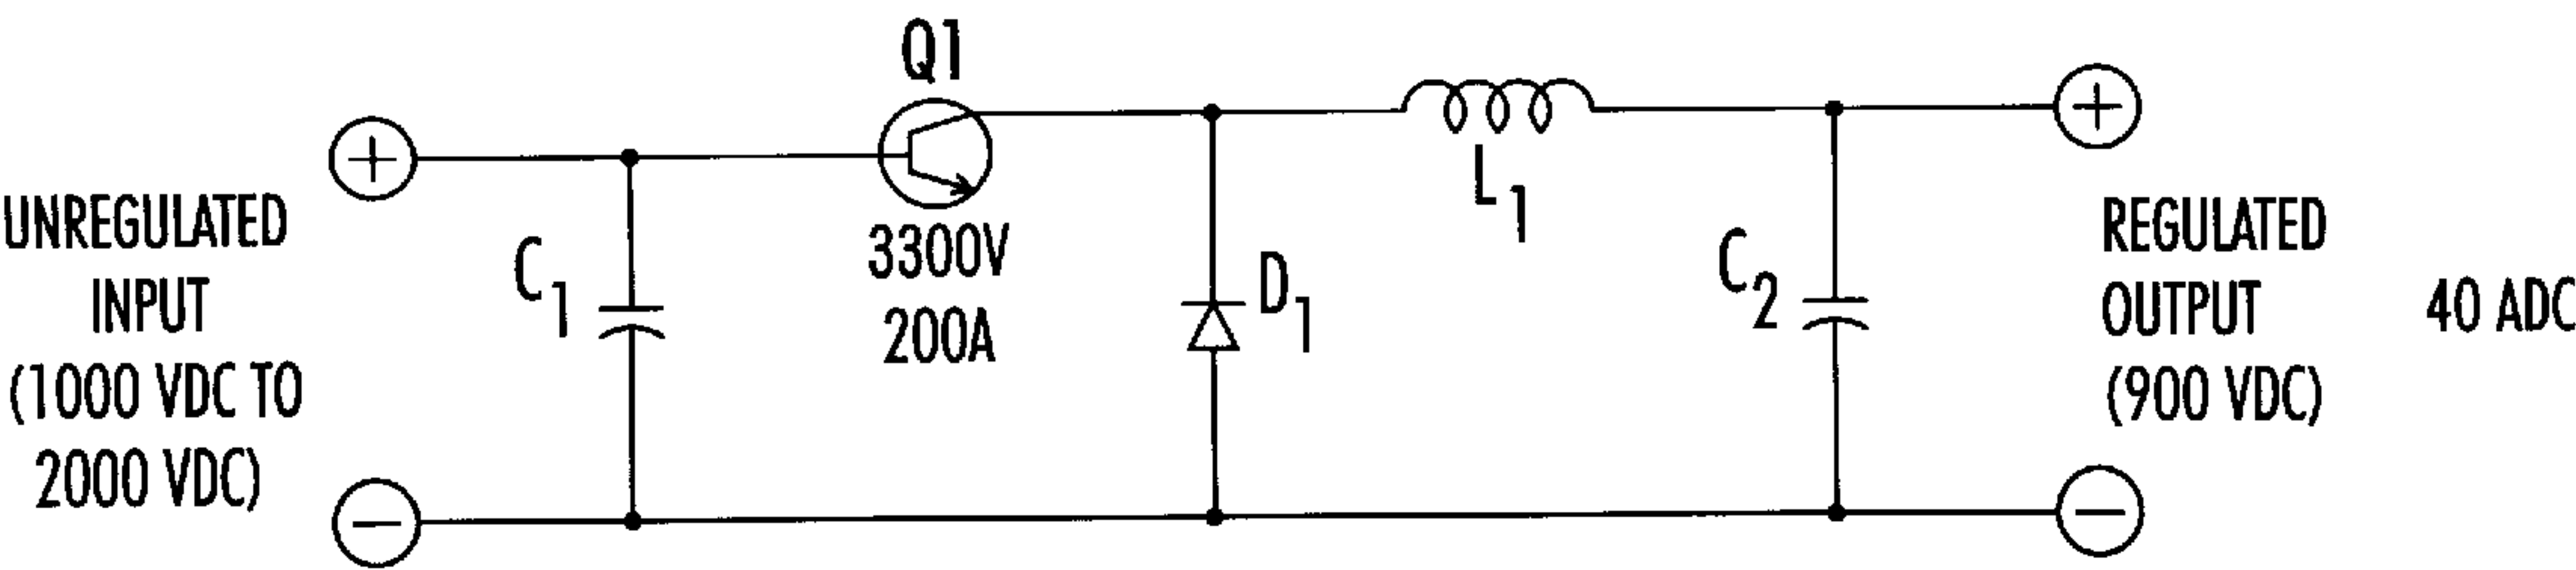 Q1
3300V
200A
UNREGULATED
INPUT
(1000 VDC TO
2000 VDC)
+
−
C1
D1
L1
C2
+
−
REGULATED
OUTPUT
(900 VDC)
40 ADC